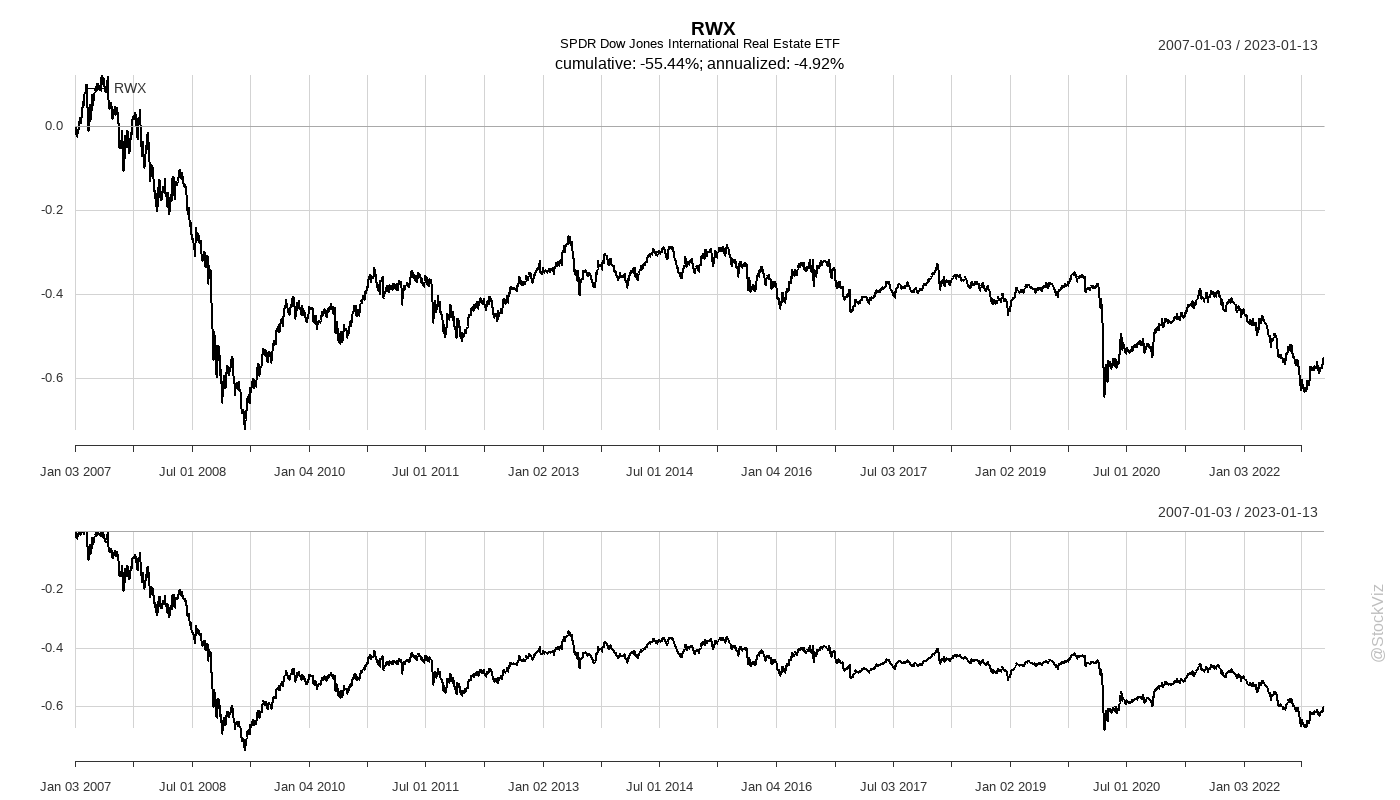 RWX
SPDR Dow Jones International Real Estate ETF
2007-01-03 / 2023-01-13
cumulative: -55.44%; annualized: -4.92%
RWX
0.0
-0.2
-0.4
-0.6
Jan 03 2007 Jul 01 2008 Jan 04 2010 Jul 01 2011 Jan 02 2013 Jul 01 2014 Jan 04 2016 Jul 03 2017 Jan 02 2019 Jul 01 2020 Jan 03 2022
2007-01-03 / 2023-01-13
-0.2
-0.4
-0.6
@StockViz
Jan 03 2007 Jul 01 2008 Jan 04 2010 Jul 01 2011 Jan 02 2013 Jul 01 2014 Jan 04 2016 Jul 03 2017 Jan 02 2019 Jul 01 2020 Jan 03 2022